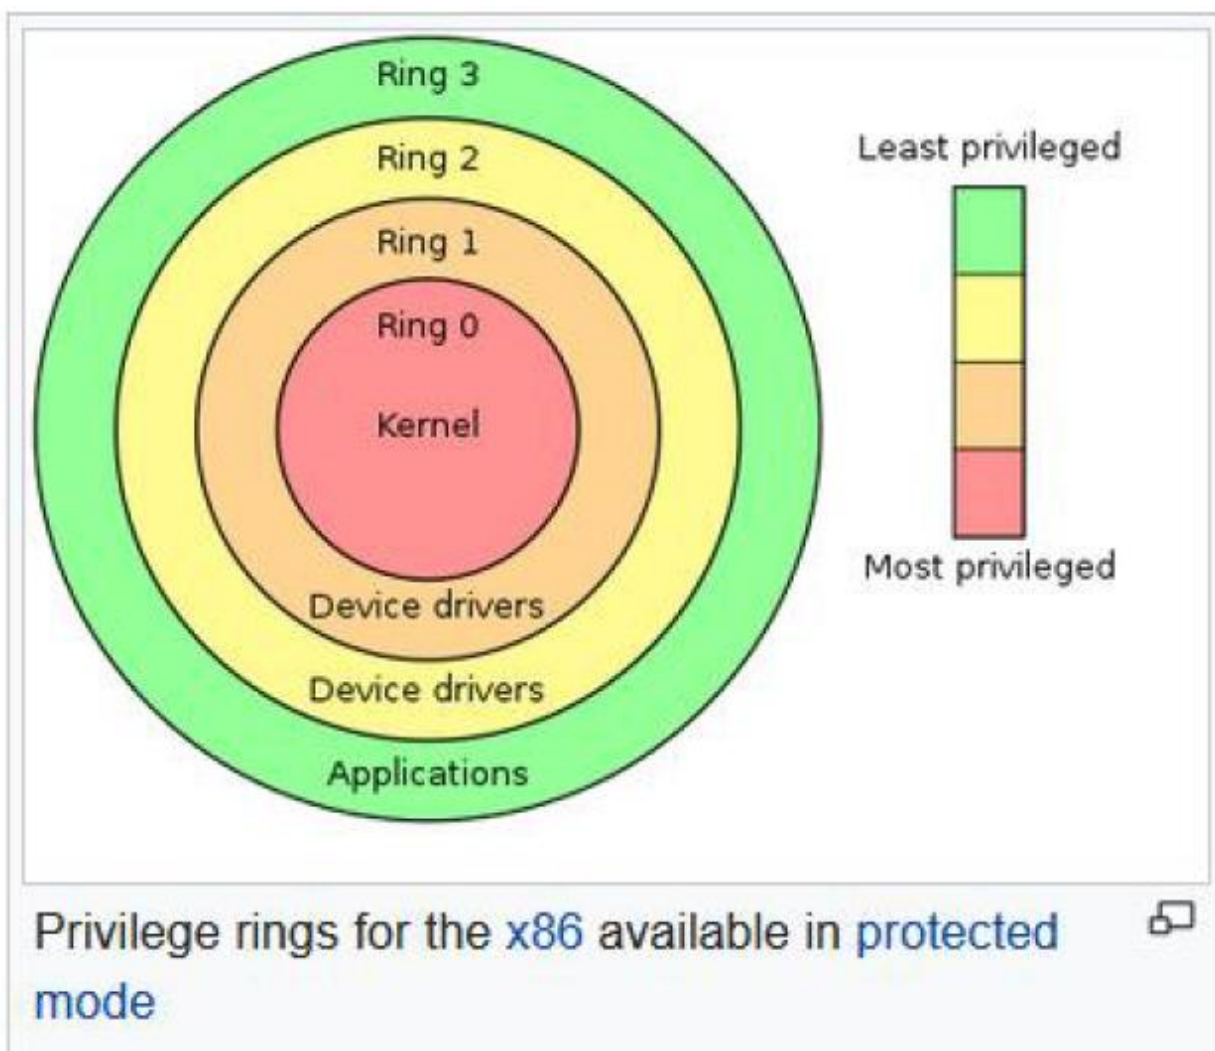 Ring 3
Ring 2
Ring 1
Ring 0
Kernel
Device drivers
Device drivers
Applications
Least privileged
Most privileged
Privilege rings for the x86 available in protected
mode